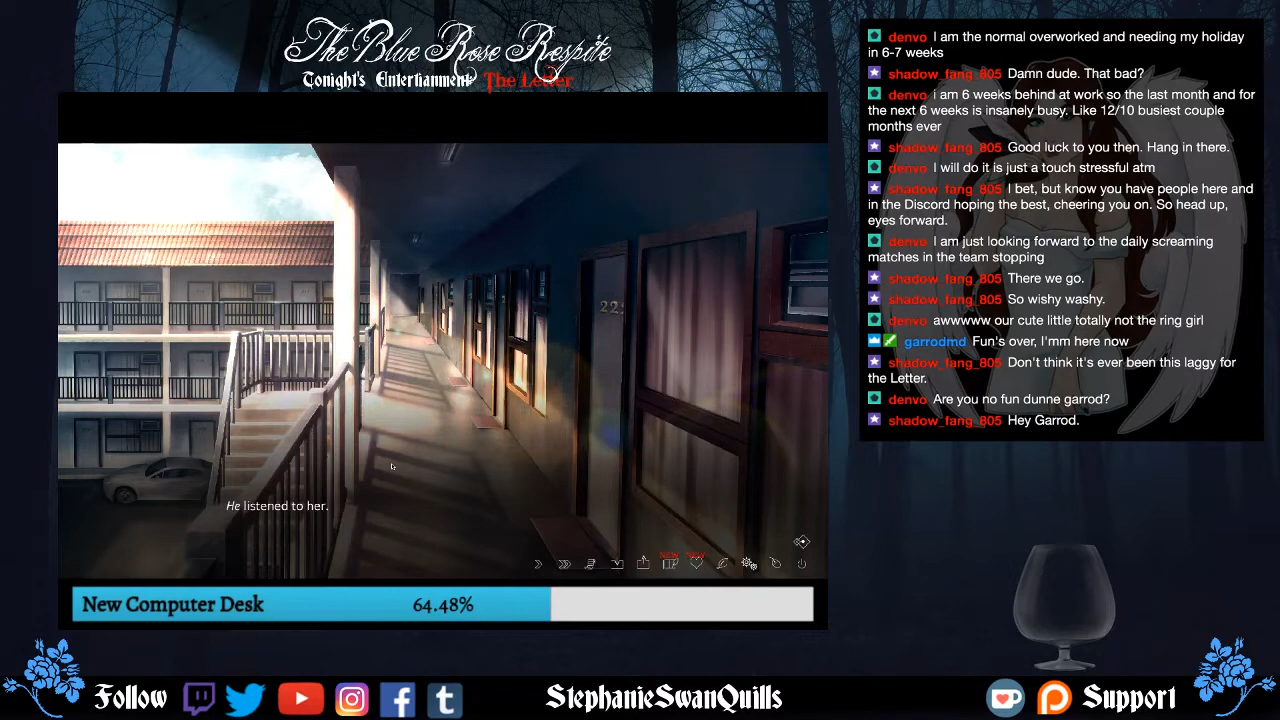 The Blue Rose Respite
Tonight's Entertainment: The Letter
denvo I am the normal overworked and needing my holiday
in 6-7 weeks
shadow_fang_805 Damn dude. That bad?
denvo i am 6 weeks behind at work so the last month and for
the next 6 weeks is insanely busy. Like 12/10 busiest couple
months ever
shadow_fang_805 Good luck to you then. Hang in there.
denvo I will do it is just a touch stressful atm
shadow_fang_805 I bet, but know you have people here and
in the Discord hoping the best, cheering you on. So head up,
eyes forward.
denvo I am just looking forward to the daily screaming
matches in the team stopping
shadow_fang_805 There we go.
shadow_fang_805 So wishy washy.
denvo awwwww our cute little totally not the ring girl
garrodmd Fun's over, I'mm here now
shadow_fang_805 Don't think it's ever been this laggy for
the Letter.
denvo Are you no fun dunne garrod?
shadow_fang_805 Hey Garrod.
He listened to her.
NEW NEW
New Computer Desk 64.48%
Follow StephanieSwanQuills Support